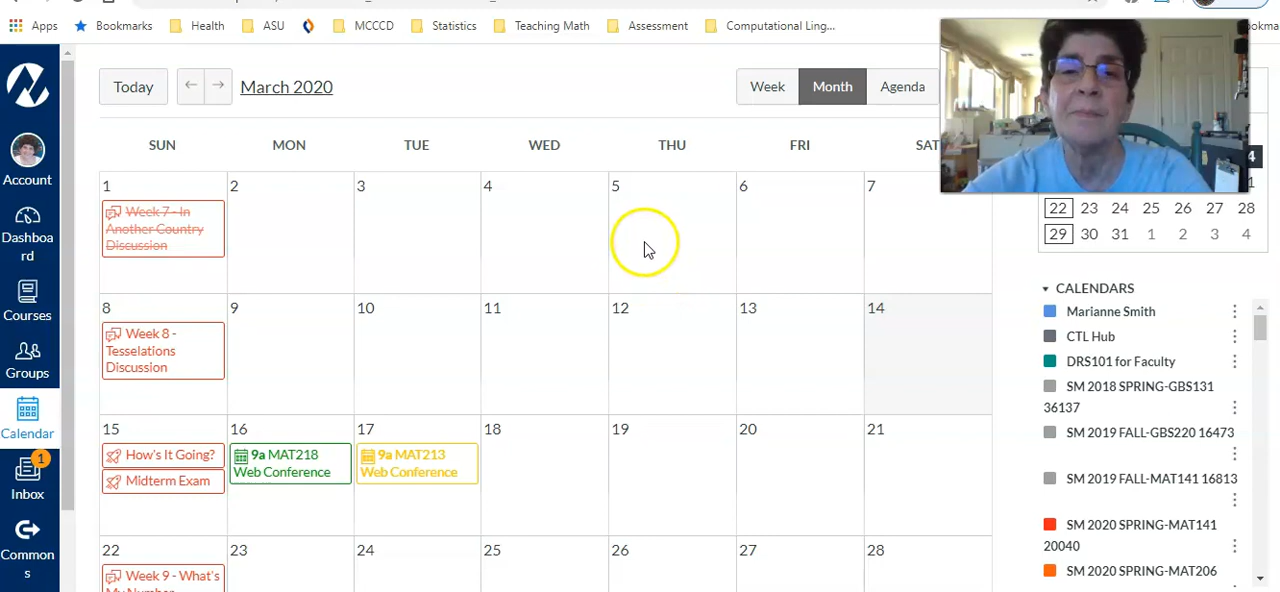 Apps
Bookmarks
Health
ASU
MCCCD
Statistics
Teaching Math
Assessment
Computational Ling...
Account
Dashboa
rd
Courses
Groups
Calendar
1
Inbox
Common
s
Today
← → March 2020
Week
Month
Agenda
SUN MON TUE WED THU FRI SAT
1 2 3 4 5 6 7
Week 7 - In
Another Country
Discussion
8 9 10 11 12 13 14
Week 8 -
Tesselations
Discussion
15 16 17 18 19 20 21
How's It Going?
Midterm Exam
9a MAT218
Web Conference
9a MAT213
Web Conference
22 23 24 25 26 27 28
Week 9 - What's
4
1
22 23 24 25 26 27 28
29 30 31 1 2 3 4
CALENDARS
Marianne Smith
CTL Hub
DRS101 for Faculty
SM 2018 SPRING-GBS131
36137
SM 2019 FALL-GBS220 16473
SM 2019 FALL-MAT141 16813
SM 2020 SPRING-MAT141
20040
SM 2020 SPRING-MAT206